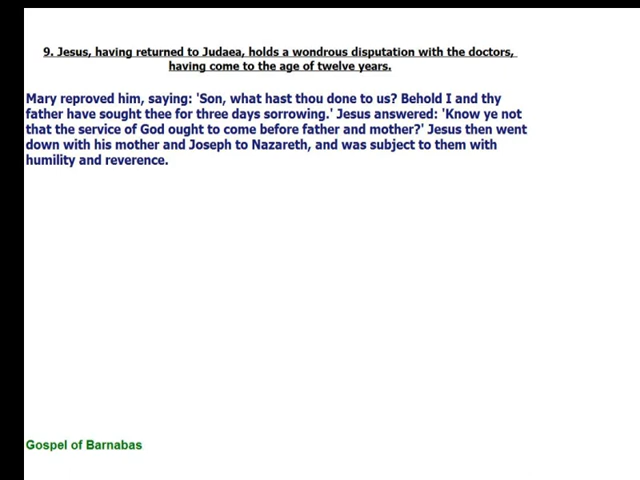 9. Jesus, having returned to Judaea, holds a wondrous disputation with the doctors,
having come to the age of twelve years.
Mary reproved him, saying: 'Son, what hast thou done to us? Behold I and thy
father have sought thee for three days sorrowing.' Jesus answered: 'Know ye not
that the service of God ought to come before father and mother?' Jesus then went
down with his mother and Joseph to Nazareth, and was subject to them with
humility and reverence.
Gospel of Barnabas